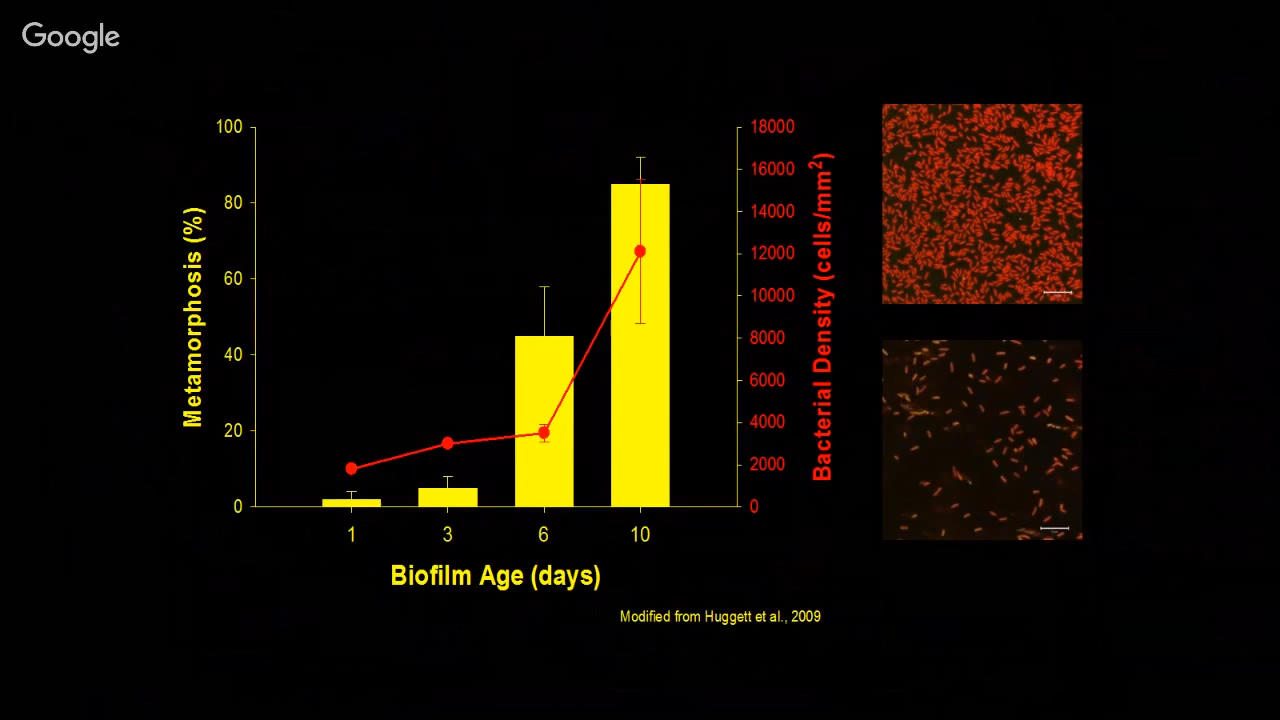 Google
Metamorphosis (%)
100
80
60
40
20
0
18000
16000
14000
12000
10000
8000
6000
4000
2000
0
Bacterial Density (cells/mm²)
1 3 6 10
Biofilm Age (days)
Modified from Huggett et al., 2009